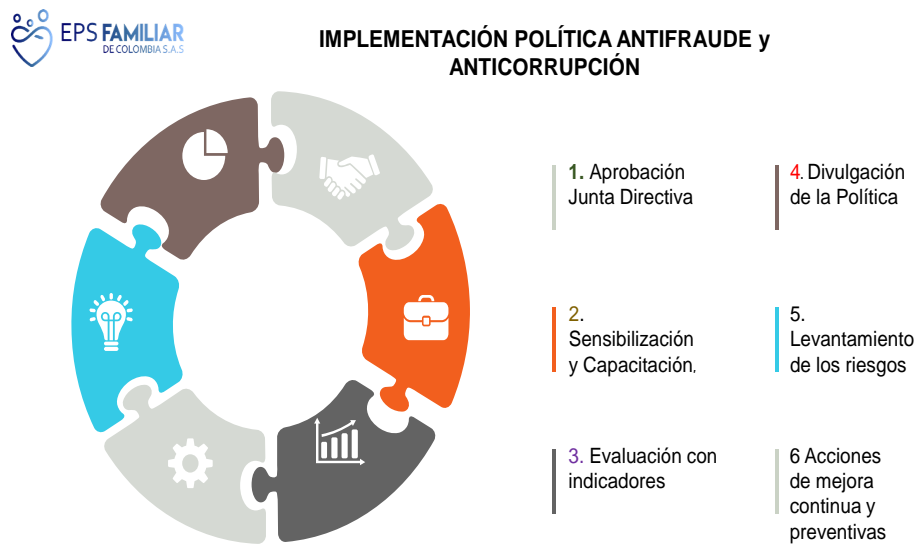 EPS FAMILIAR
DE COLOMBIA S.A.S
IMPLEMENTACIÓN POLÍTICA ANTIFRAUDE y
ANTICORRUPCIÓN
1. Aprobación
Junta Directiva
2.
Sensibilización
y Capacitación,
3. Evaluación con
indicadores
4. Divulgación
de la Política
5.
Levantamiento
de los riesgos
6 Acciones
de mejora
continua y
preventivas